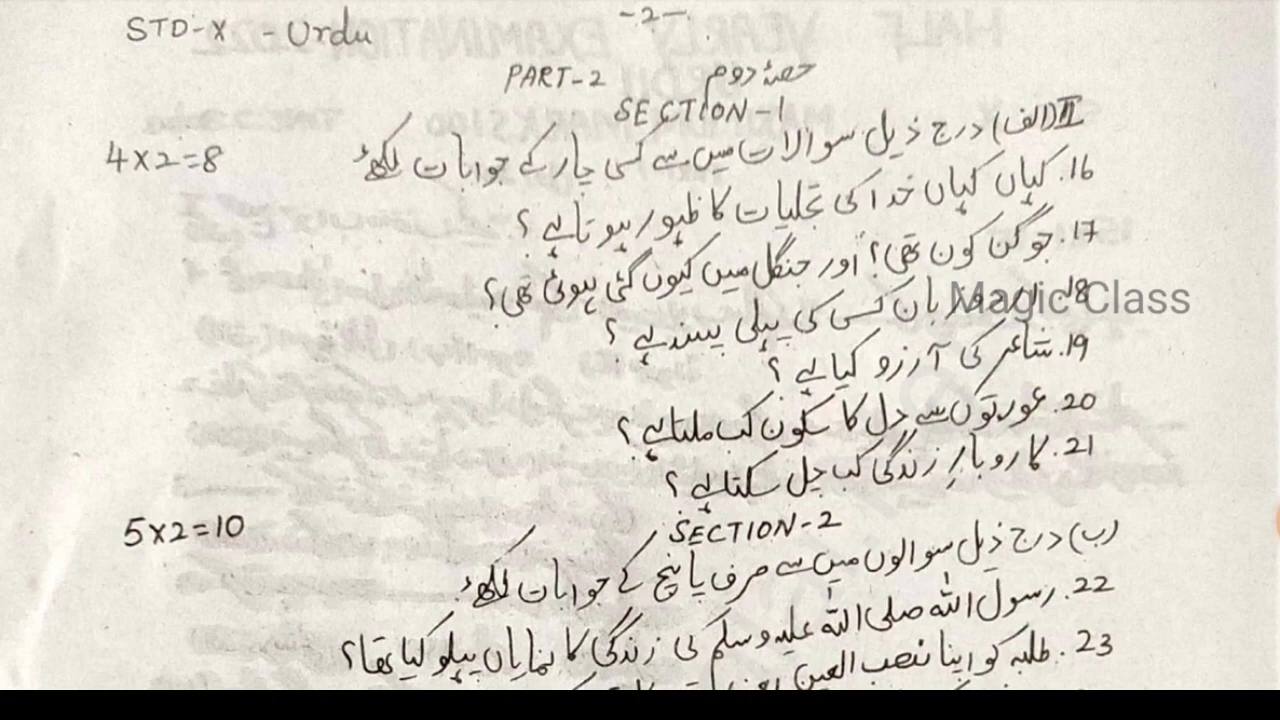 STD-X - Urdu
-2-
PART-2 حصۂ دوم
SECTION-1
II (الف) درج ذیل سوالات میں سے کسی چار کے جوابات لکھئے 4x2=8
16. کہاں کہاں خدا کی تجلیات کا ظہور ہوتا ہے ؟
17. جوگن کون تھی؟ اور جنگل میں کیوں گئی ہوئی تھی؟
18. کس کی پہلی پسند ہے ؟
Magic Class
19. شاعر کی آرزو کیا ہے ؟
20. عورتوں سے دل کا سکون کب ملتا ہے ؟
21. کاروبارِ زندگی کب چل سکتا ہے ؟
SECTION-2
(ب) درج ذیل سوالوں میں سے صرف پانچ کے جوابات لکھئے 5x2=10
22. رسول اللہ صلی اللہ علیہ وسلم کی زندگی کا نمایاں پہلو کیا تھا؟
23. طلبہ کو اپنا نصب العین